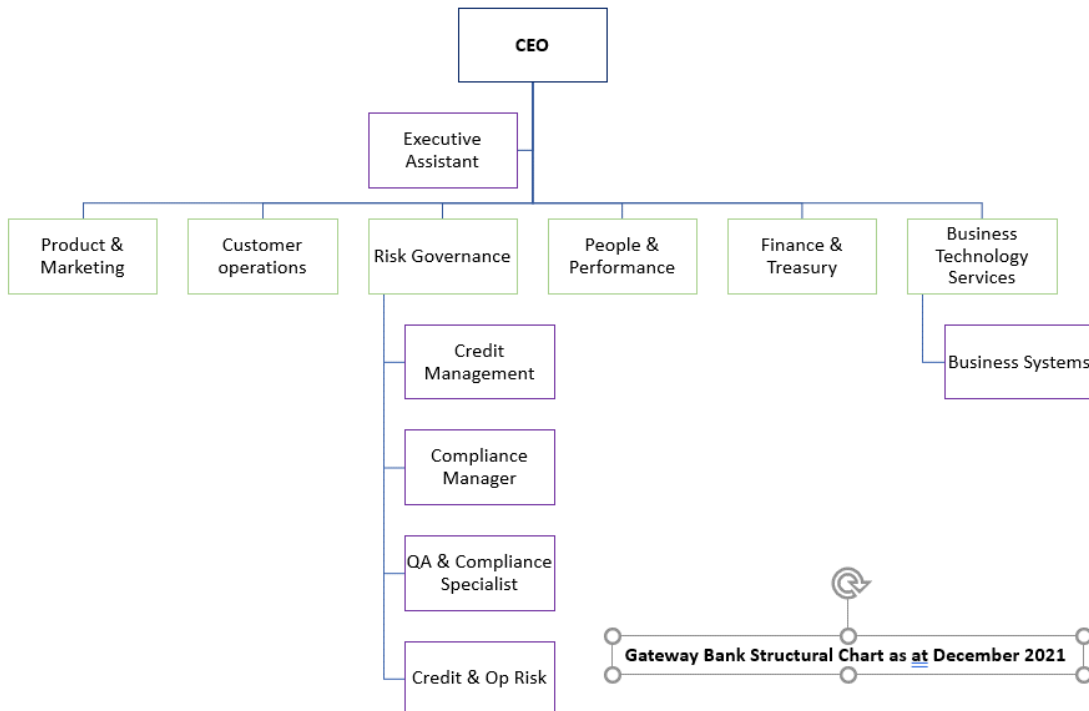 CEO
Executive
Assistant
Product &
Marketing
Customer
operations
Risk Governance
People &
Performance
Finance &
Treasury
Business
Technology
Services
Credit
Management
Business Systems
Compliance
Manager
QA & Compliance
Specialist
Credit & Op Risk
Gateway Bank Structural Chart as at December 2021